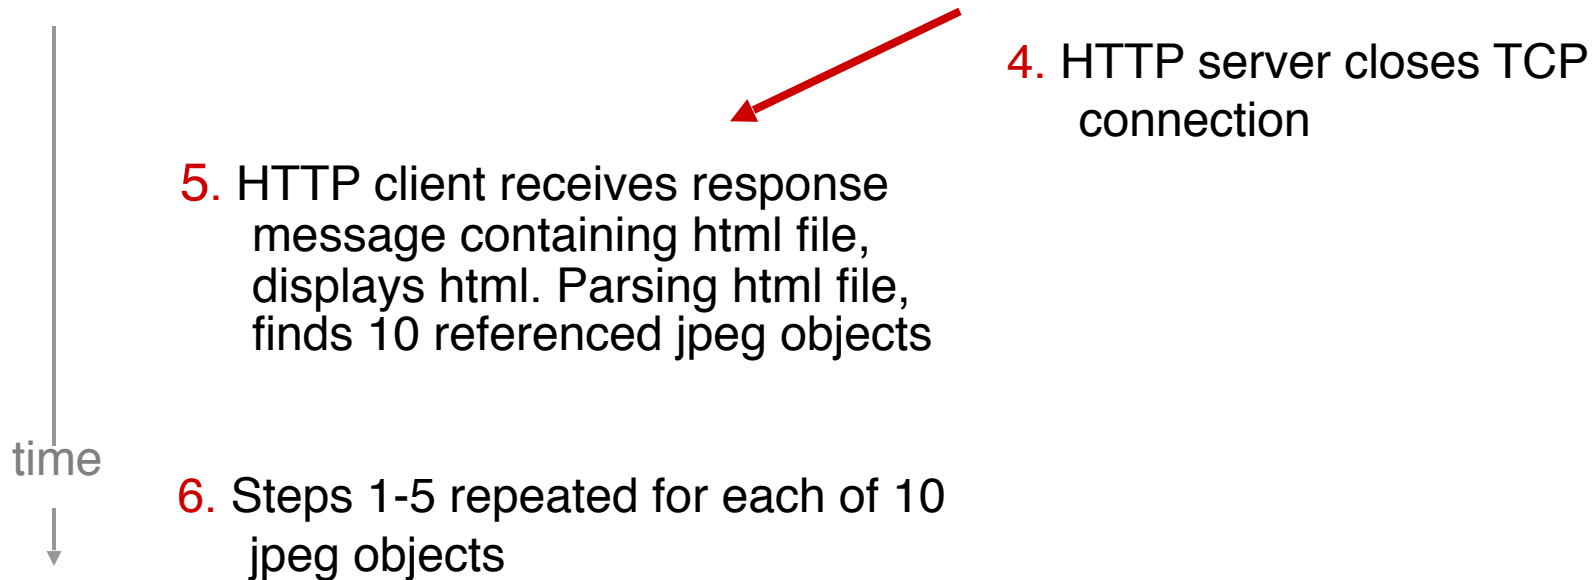 4. HTTP server closes TCP
connection
5. HTTP client receives response
message containing html file,
displays html. Parsing html file,
finds 10 referenced jpeg objects
time
6. Steps 1-5 repeated for each of 10
jpeg objects